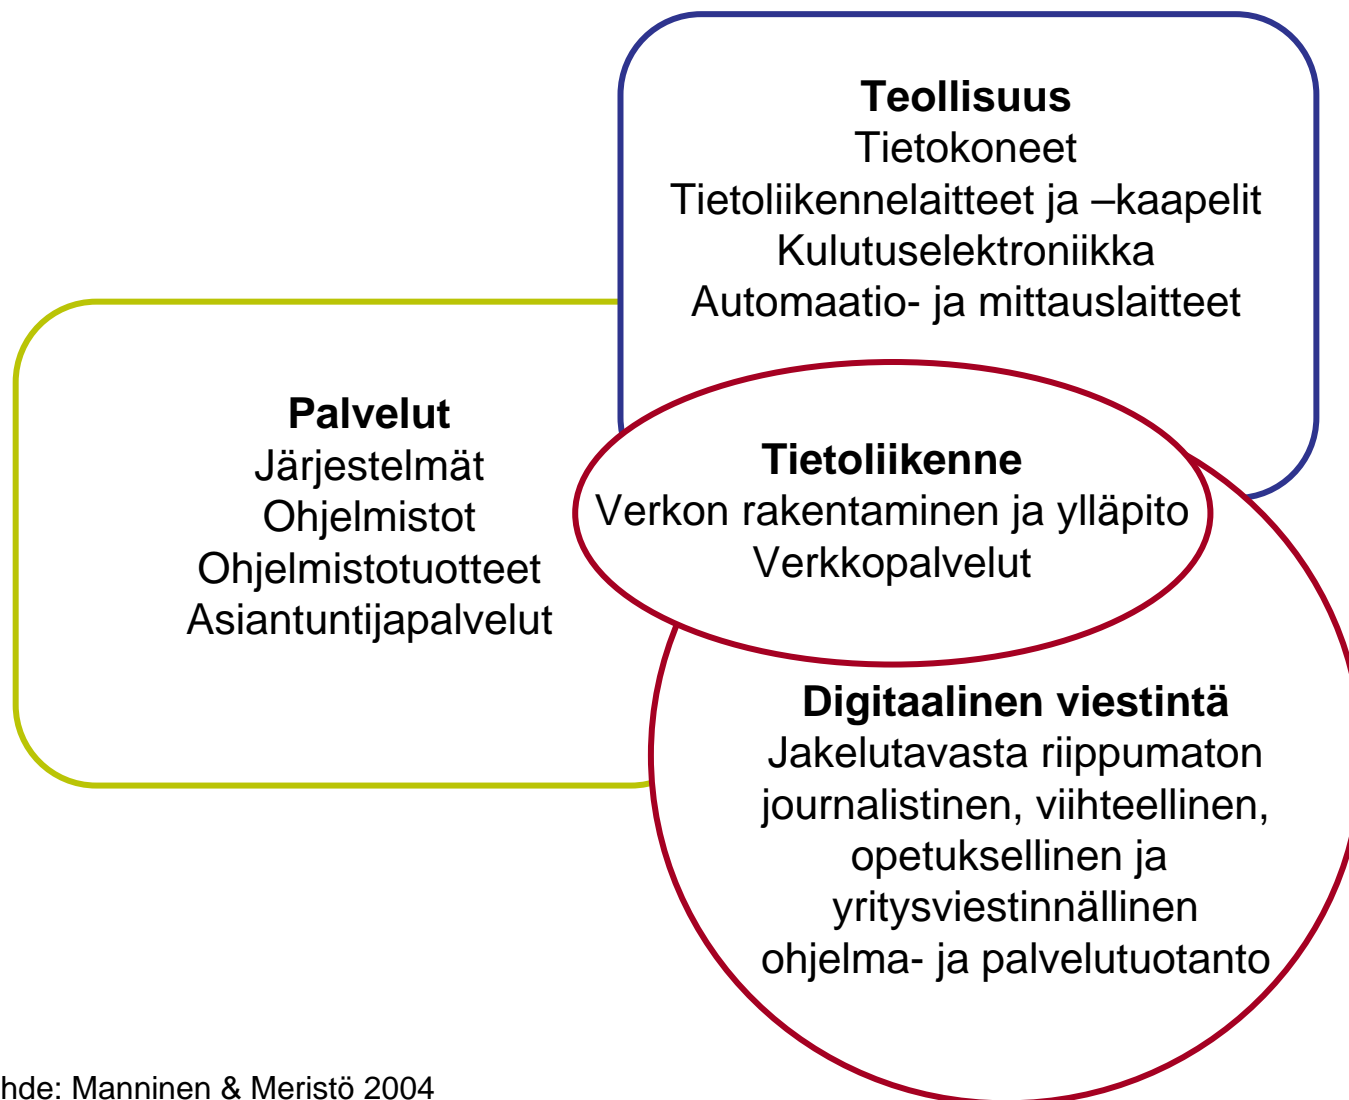 Teollisuus
Tietokoneet
Tietoliikennelaitteet ja –kaapelit
Kulutuselektroniikka
Automaatio- ja mittauslaitteet
Palvelut
Järjestelmät
Ohjelmistot
Ohjelmistotuotteet
Asiantuntijapalvelut
Tietoliikenne
Verkon rakentaminen ja ylläpito
Verkkopalvelut
Digitaalinen viestintä
Jakelutavasta riippumaton
journalistinen, viihteellinen,
opetuksellinen ja
yritysviestinnällinen
ohjelma- ja palvelutuotanto
hde: Manninen & Meristö 2004